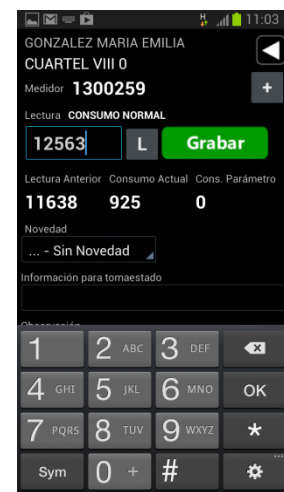 H 11:03
GONZALEZ MARIA EMILIA
CUARTEL VIII 0
Medidor 1300259 +
Lectura CONSUMO NORMAL
12563 L Grabar
Lectura Anterior Consumo Actual Cons. Parámetro
11638 925 0
Novedad
... - Sin Novedad
Información para tomaestado
Observación
1 2 ABC 3 DEF
4 GHI 5 JKL 6 MNO OK
7 PQRS 8 TUV 9 WXYZ *
Sym 0 + # ...